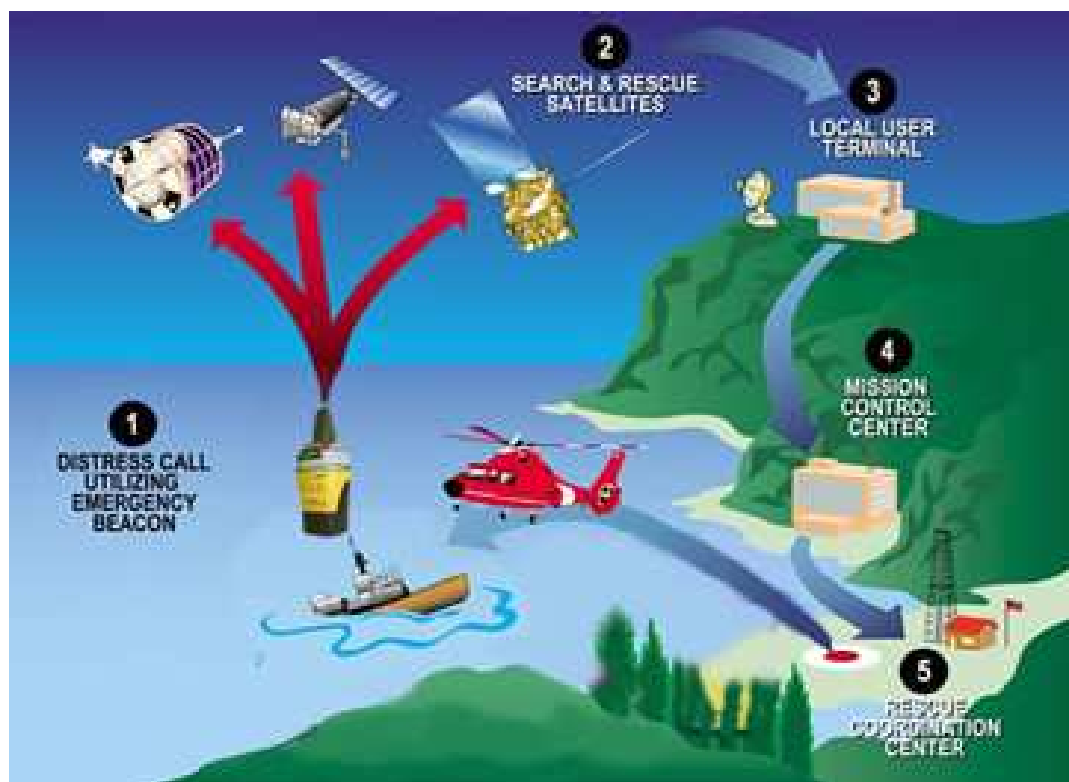 1
DISTRESS CALL
UTILIZING
EMERGENCY
BEACON
2
SEARCH & RESCUE
SATELLITES
3
LOCAL USER
TERMINAL
4
MISSION
CONTROL
CENTER
5
RESCUE
COORDINATION
CENTER